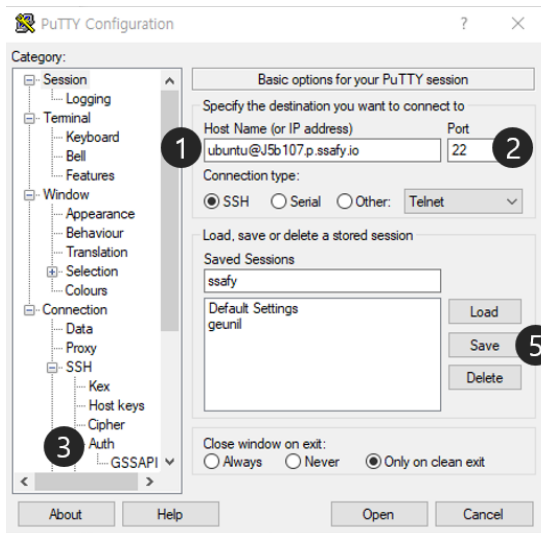 PuTTY Configuration
?
Category:
Session
Logging
Terminal
Keyboard
Bell
Features
Window
Appearance
Behaviour
Translation
Selection
Colours
Connection
Data
Proxy
SSH
Kex
Host keys
Cipher
3
Auth
GSSAPI
Basic options for your PuTTY session
Specify the destination you want to connect to
Host Name (or IP address)
Port
1
ubuntu@J5b107.p.ssafy.io
22
2
Connection type:
SSH
Serial
Other:
Telnet
Load, save or delete a stored session
Saved Sessions
ssafy
Default Settings
geunil
Load
Save
5
Delete
Close window on exit:
Always
Never
Only on clean exit
About
Help
Open
Cancel